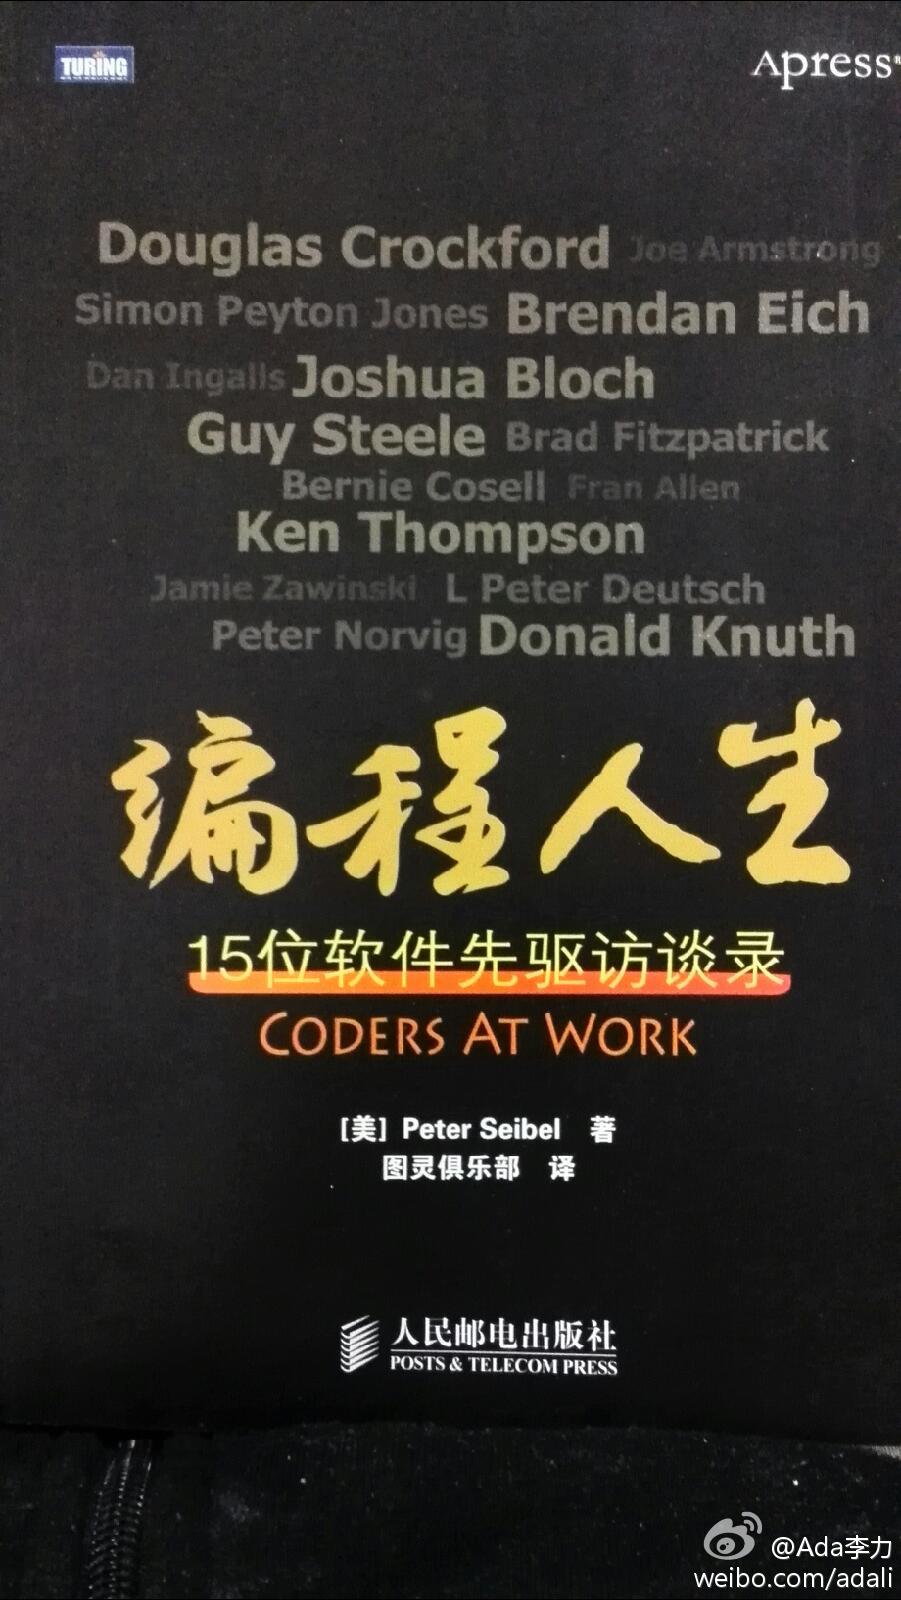 TURING
Apress®
Douglas Crockford Joe Armstrong
Simon Peyton Jones Brendan Eich
Dan Ingalls Joshua Bloch
Guy Steele Brad Fitzpatrick
Bernie Cosell Fran Allen
Ken Thompson
Jamie Zawinski L Peter Deutsch
Peter Norvig Donald Knuth
编程人生
15位软件先驱访谈录
CODERS AT WORK
[美] Peter Seibel 著
图灵俱乐部 译
人民邮电出版社
POSTS & TELECOM PRESS
@Ada李力
weibo.com/adali